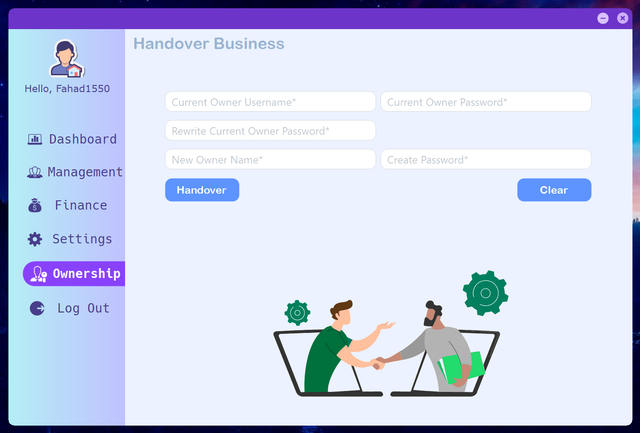 Handover Business
Hello, Fahad1550
Dashboard
Management
Finance
Settings
Ownership
Log Out
Current Owner Username*
Current Owner Password*
Rewrite Current Owner Password*
New Owner Name*
Create Password*
Handover
Clear